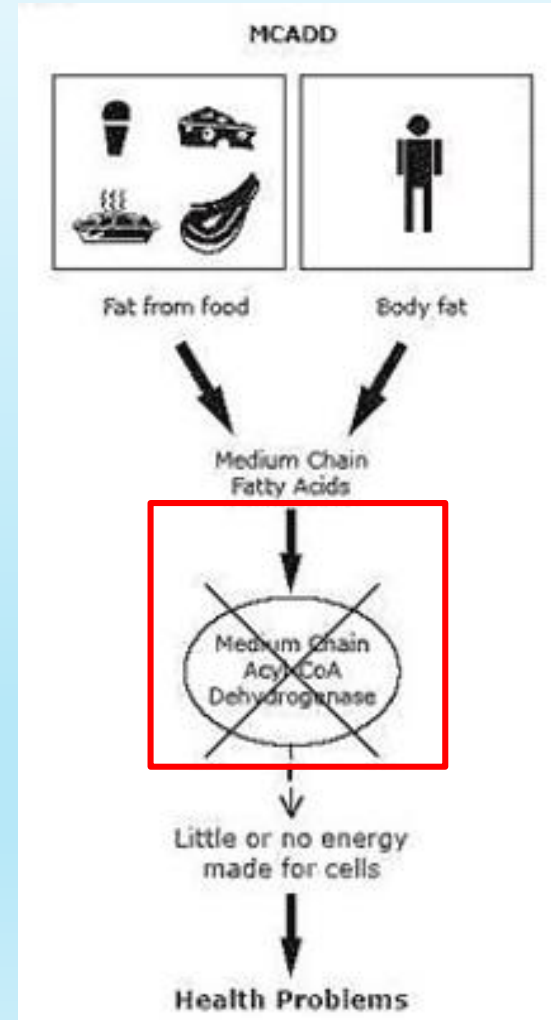 MCADD
Fat from food
Body fat
Medium Chain
Fatty Acids
Medium Chain
Acyl-CoA
Dehydrogenase
Little or no energy
made for cells
Health Problems